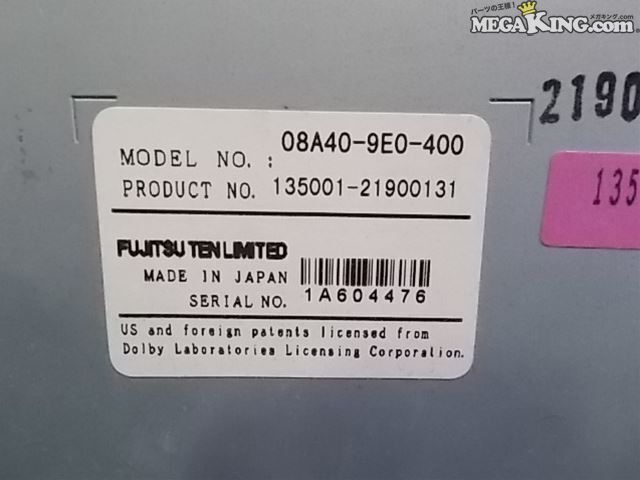 パーツの王様! メガキング.com
MEGAKING.com
2190
135
MODEL NO. : 08A40-9E0-400
PRODUCT NO. 135001-21900131
FUJITSU TEN LIMITED
MADE IN JAPAN
SERIAL NO. 1A604476
US and foreign patents licensed from
Dolby Laboratories Licensing Corporation.